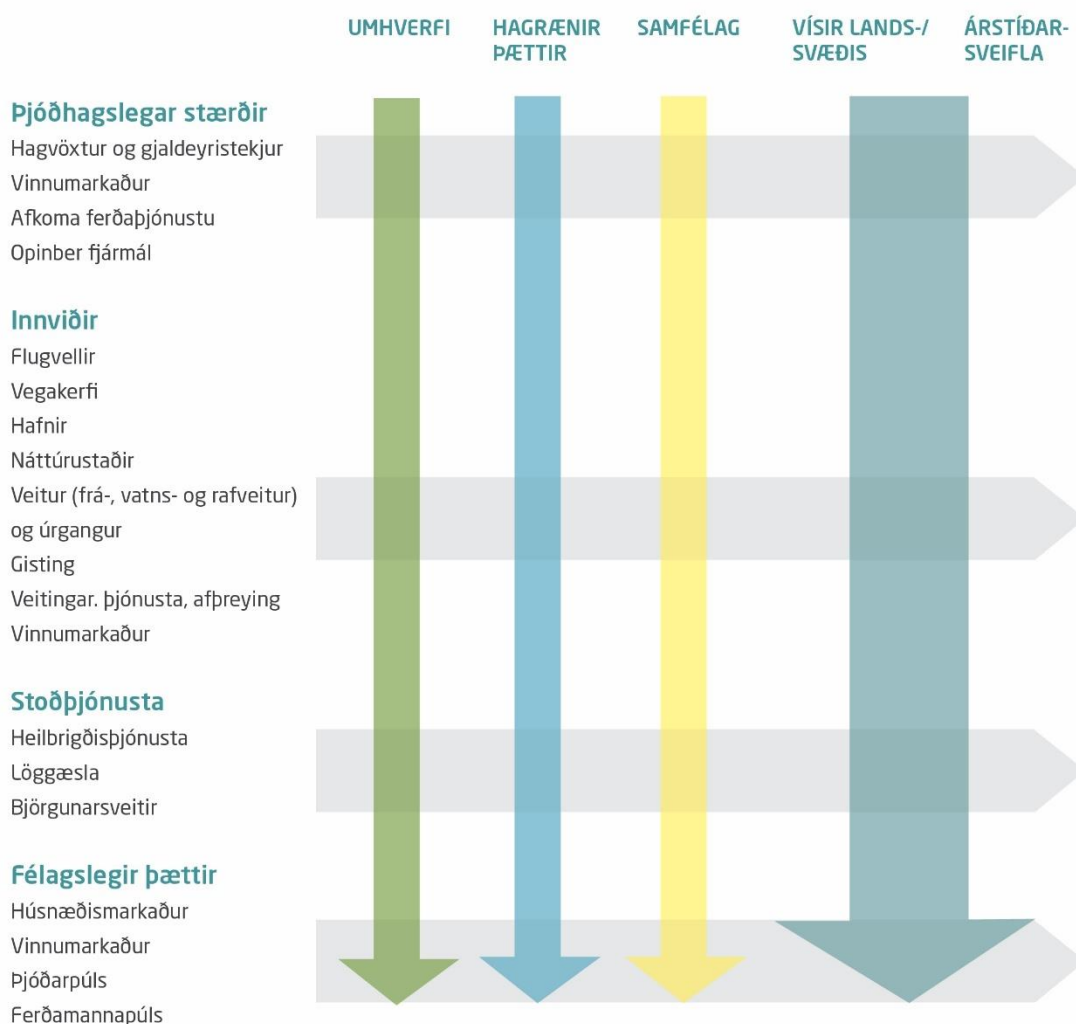 UMHVERFI
HAGRÆNIR
ÞÆTTIR
SAMFÉLAG
VÍSIR LANDS-/
SVÆÐIS
ÁRSTÍÐAR-
SVEIFLA
Þjóðhagslegar stærðir
Hagvöxtur og gjaldeyristekjur
Vinnumarkaður
Afkoma ferðaþjónustu
Opinber fjármál
Innviðir
Flugvellir
Vegakerfi
Hafnir
Náttúrustaðir
Veitur (frá-, vatns- og rafveitur)
og úrgangur
Gisting
Veitingar. þjónusta, afþreying
Vinnumarkaður
Stoðþjónusta
Heilbrigðisþjónusta
Löggæsla
Björgunarsveitir
Félagslegir þættir
Húsnæðismarkaður
Vinnumarkaður
Þjóðarpúls
Ferðamannapúls